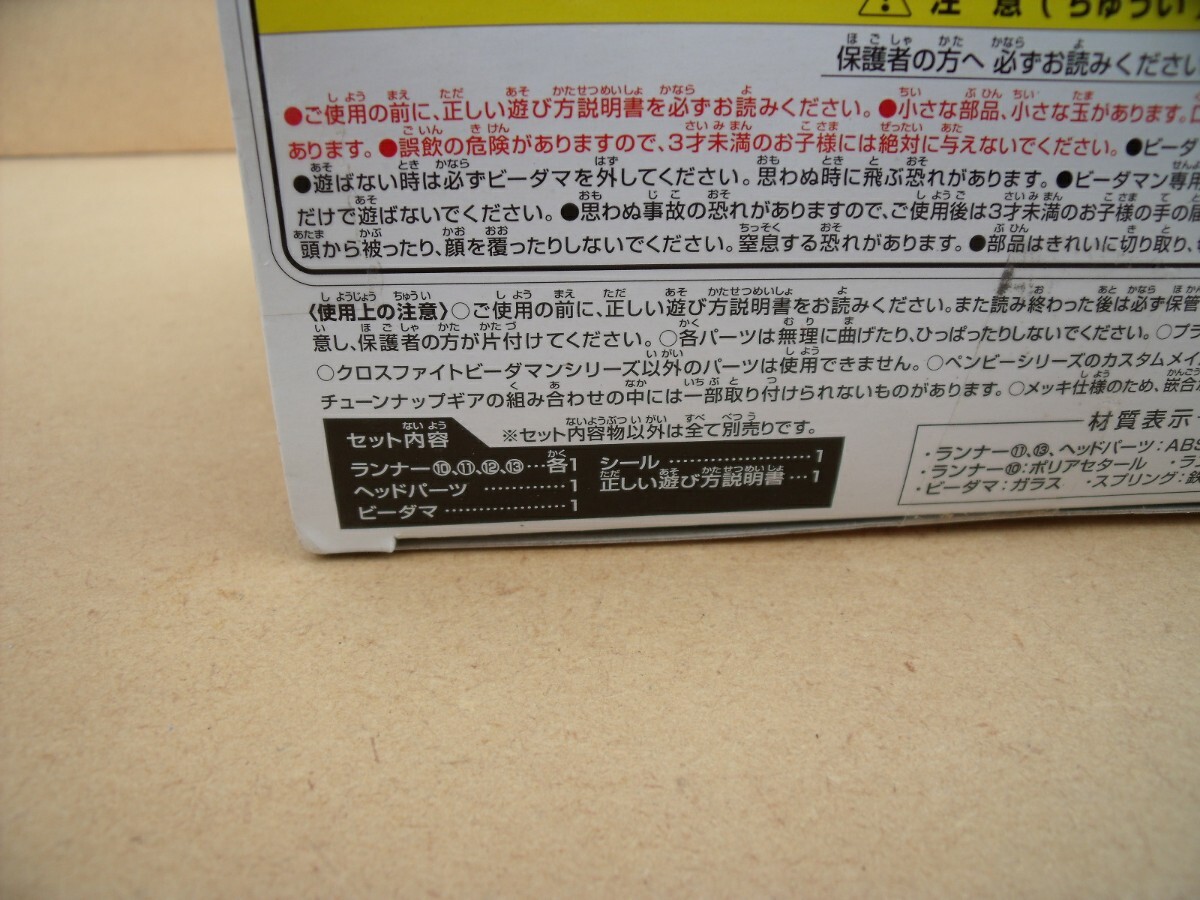 ⚠ 注 意(ちゅうい)
保護者の方へ 必ずお読みください
●ご使用の前に、正しい遊び方説明書を必ずお読みください。●小さな部品、小さな玉があります。
あります。●誤飲の危険がありますので、3才未満のお子様には絶対に与えないでください。●ビーダ
●遊ばない時は必ずビーダマを外してください。思わぬ時に飛ぶ恐れがあります。●ビーダマン専用
だけで遊ばないでください。●思わぬ事故の恐れがありますので、ご使用後は3才未満のお子様の手の届
頭から被ったり、顔を覆ったりしないでください。窒息する恐れがあります。●部品はきれいに切り取り、
〈使用上の注意〉○ご使用の前に、正しい遊び方説明書をお読みください。また読み終わった後は必ず保管
意し、保護者の方が片付けてください。○各パーツは無理に曲げたり、ひっぱったりしないでください。○プラ
○クロスファイトビーダマンシリーズ以外のパーツは使用できません。○ペンビーシリーズのカスタムメイ
チューンナップギアの組み合わせの中には一部取り付けられないものがあります。○メッキ仕様のため、嵌合
セット内容 ※セット内容物以外は全て別売りです。
ランナー⑩、⑪、⑫、⑬…各1
ヘッドパーツ …………1
ビーダマ ………………1
シール …………………1
正しい遊び方説明書…1
材質表示
・ランナー⑪、⑬、ヘッドパーツ:ABS
・ランナー⑩:ポリアセタール ・ラ
・ビーダマ:ガラス ・スプリング:鉄